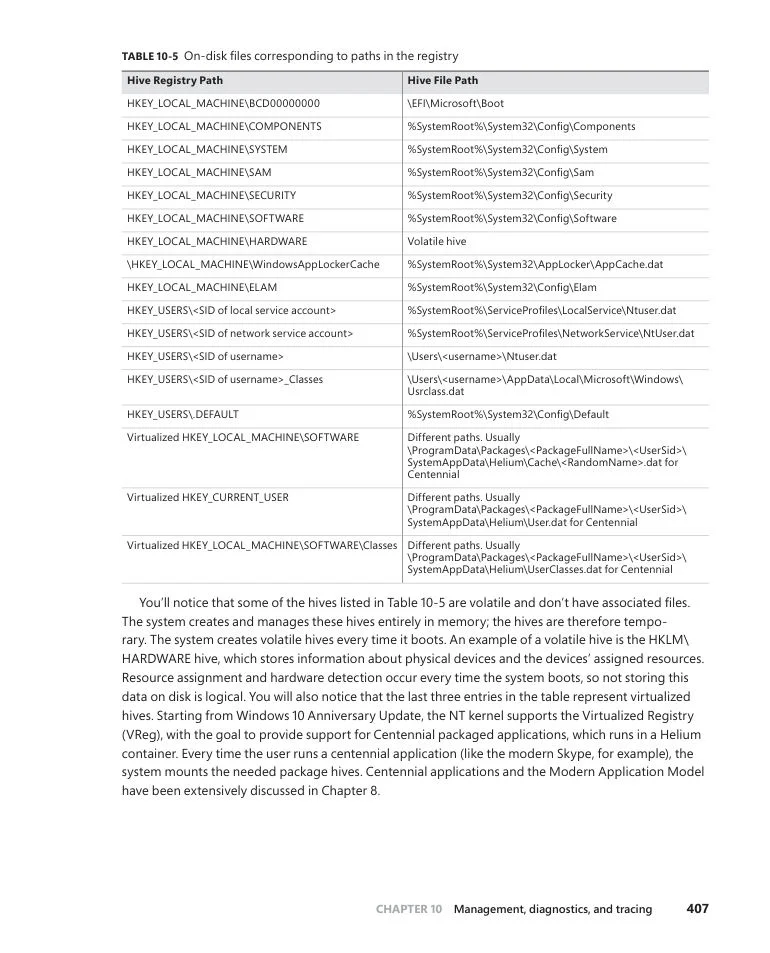 TABLE 10-5 On-disk files corresponding to paths in the registry
Hive Registry Path Hive File Path
HKEY_LOCAL_MACHINE\BCD00000000 \EFI\Microsoft\Boot
HKEY_LOCAL_MACHINE\COMPONENTS %SystemRoot%\System32\Config\Components
HKEY_LOCAL_MACHINE\SYSTEM %SystemRoot%\System32\Config\System
HKEY_LOCAL_MACHINE\SAM %SystemRoot%\System32\Config\Sam
HKEY_LOCAL_MACHINE\SECURITY %SystemRoot%\System32\Config\Security
HKEY_LOCAL_MACHINE\SOFTWARE %SystemRoot%\System32\Config\Software
HKEY_LOCAL_MACHINE\HARDWARE Volatile hive
\HKEY_LOCAL_MACHINE\WindowsAppLockerCache %SystemRoot%\System32\AppLocker\AppCache.dat
HKEY_LOCAL_MACHINE\ELAM %SystemRoot%\System32\Config\Elam
HKEY_USERS\<SID of local service account> %SystemRoot%\ServiceProfiles\LocalService\Ntuser.dat
HKEY_USERS\<SID of network service account> %SystemRoot%\ServiceProfiles\NetworkService\NtUser.dat
HKEY_USERS\<SID of username> \Users\<username>\Ntuser.dat
HKEY_USERS\<SID of username>_Classes \Users\<username>\AppData\Local\Microsoft\Windows\
Usrclass.dat
HKEY_USERS\.DEFAULT %SystemRoot%\System32\Config\Default
Virtualized HKEY_LOCAL_MACHINE\SOFTWARE Different paths. Usually
\ProgramData\Packages\<PackageFullName>\<UserSid>\
SystemAppData\Helium\Cache\<RandomName>.dat for
Centennial
Virtualized HKEY_CURRENT_USER Different paths. Usually
\ProgramData\Packages\<PackageFullName>\<UserSid>\
SystemAppData\Helium\User.dat for Centennial
Virtualized HKEY_LOCAL_MACHINE\SOFTWARE\Classes Different paths. Usually
\ProgramData\Packages\<PackageFullName>\<UserSid>\
SystemAppData\Helium\UserClasses.dat for Centennial
You’ll notice that some of the hives listed in Table 10-5 are volatile and don’t have associated files.
The system creates and manages these hives entirely in memory; the hives are therefore tempo-
rary. The system creates volatile hives every time it boots. An example of a volatile hive is the HKLM\
HARDWARE hive, which stores information about physical devices and the devices’ assigned resources.
Resource assignment and hardware detection occur every time the system boots, so not storing this
data on disk is logical. You will also notice that the last three entries in the table represent virtualized
hives. Starting from Windows 10 Anniversary Update, the NT kernel supports the Virtualized Registry
(VReg), with the goal to provide support for Centennial packaged applications, which runs in a Helium
container. Every time the user runs a centennial application (like the modern Skype, for example), the
system mounts the needed package hives. Centennial applications and the Modern Application Model
have been extensively discussed in Chapter 8.
CHAPTER 10 Management, diagnostics, and tracing 407